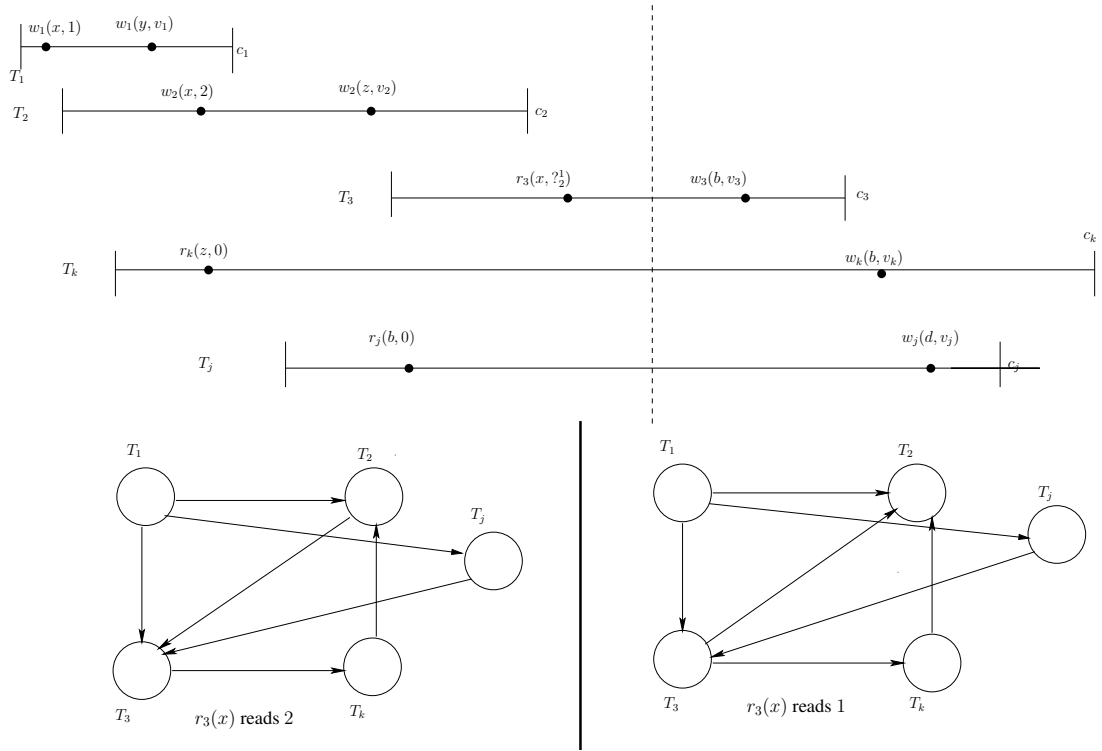 w₁(x, 1) w₁(y, v₁)
c₁
T₁
w₂(x, 2) w₂(z, v₂)
T₂ c₂
r₃(x, ?¹₂) w₃(b, v₃)
T₃ c₃
cₖ
rₖ(z, 0) wₖ(b, vₖ)
Tₖ
rⱼ(b, 0) wⱼ(d, vⱼ)
Tⱼ cⱼ
T₁ T₂ Tⱼ
T₃ Tₖ
r₃(x) reads 2
T₁ T₂ Tⱼ
T₃ Tₖ
r₃(x) reads 1